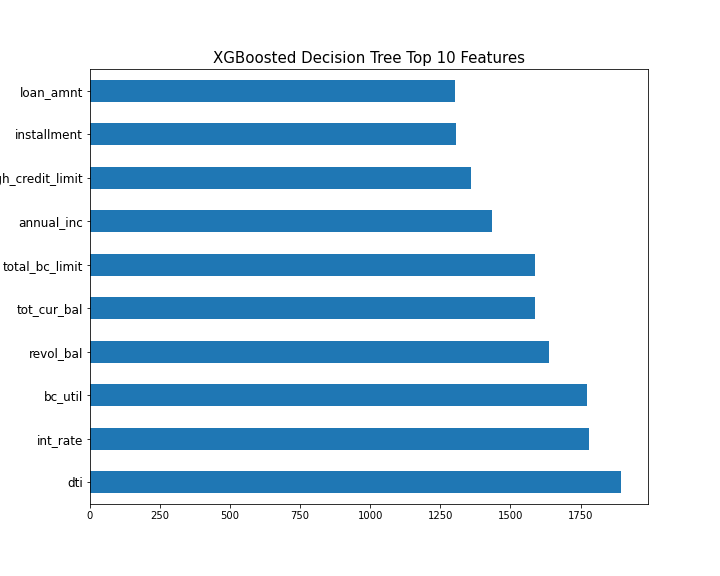 XGBoosted Decision Tree Top 10 Features
loan_amnt
installment
gh_credit_limit
annual_inc
total_bc_limit
tot_cur_bal
revol_bal
bc_util
int_rate
dti
0 250 500 750 1000 1250 1500 1750